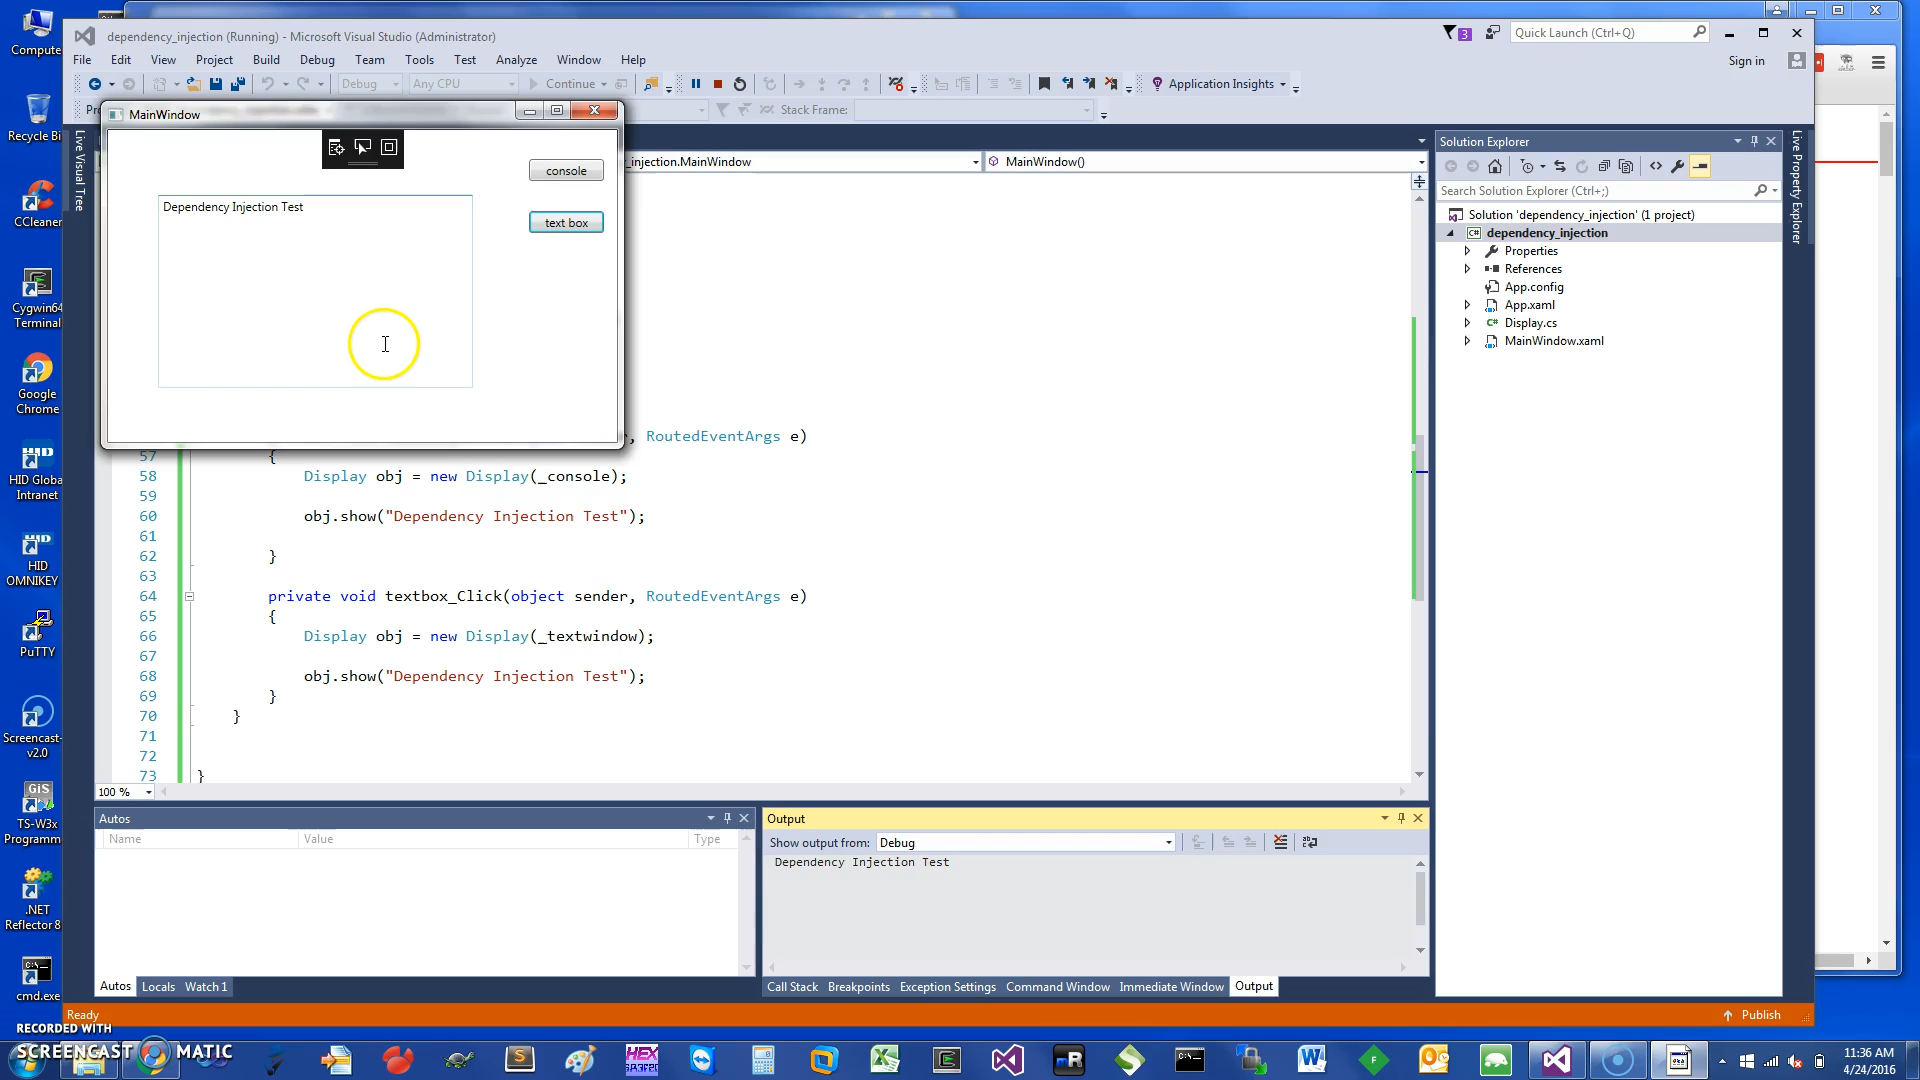 dependency_injection (Running) - Microsoft Visual Studio (Administrator)
3
Quick Launch (Ctrl+Q)
File Edit View Project Build Debug Team Tools Test Analyze Window Help
Sign in
Debug Any CPU Continue Application Insights
Stack Frame:
MainWindow
console
text box
Dependency Injection Test
_injection.MainWindow
MainWindow()
, RoutedEventArgs e)
57 {
58 Display obj = new Display(_console);
59
60 obj.show("Dependency Injection Test");
61
62 }
63
64 private void textbox_Click(object sender, RoutedEventArgs e)
65 {
66 Display obj = new Display(_textwindow);
67
68 obj.show("Dependency Injection Test");
69 }
70 }
71
72
73 }
100 %
Live Visual Tree
Live Property Explorer
Solution Explorer
Search Solution Explorer (Ctrl+;)
Solution 'dependency_injection' (1 project)
dependency_injection
Properties
References
App.config
App.xaml
Display.cs
MainWindow.xaml
Autos
Name Value Type
Autos Locals Watch 1
Output
Show output from: Debug
Dependency Injection Test
Call Stack Breakpoints Exception Settings Command Window Immediate Window Output
Ready
Publish
Compute
Recycle Bi
CCleaner
Cygwin64
Terminal
Google
Chrome
HID Globa
Intranet
HID
OMNIKEY
PuTTY
Screencast-
v2.0
GiS
TS-W3x
Programm
.NET
Reflector 8
cmd.exe
RECORDED WITH
SCREENCAST MATIC
HEX
mR
11:36 AM
4/24/2016